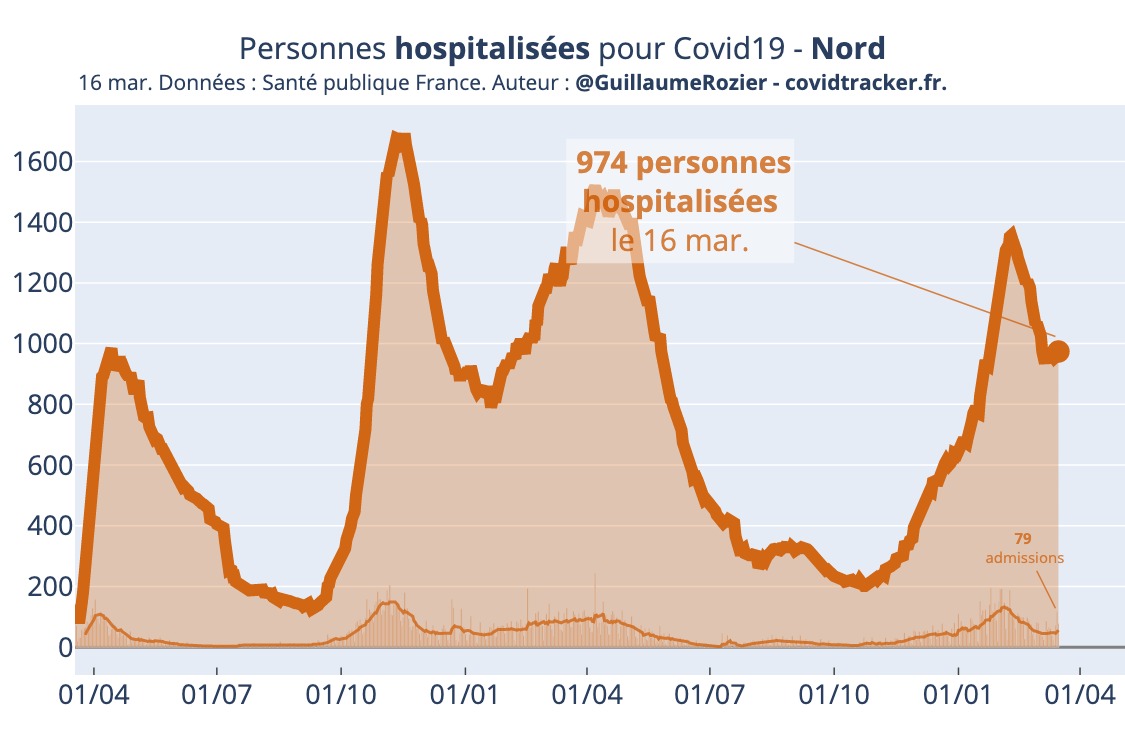 Personnes hospitalisées pour Covid19 - Nord
16 mar. Données : Santé publique France. Auteur : @GuillaumeRozier - covidtracker.fr.
974 personnes
hospitalisées
le 16 mar.
1600
1400
1200
1000
800
600
400
200
0
79
admissions
01/04 01/07 01/10 01/01 01/04 01/07 01/10 01/01 01/04